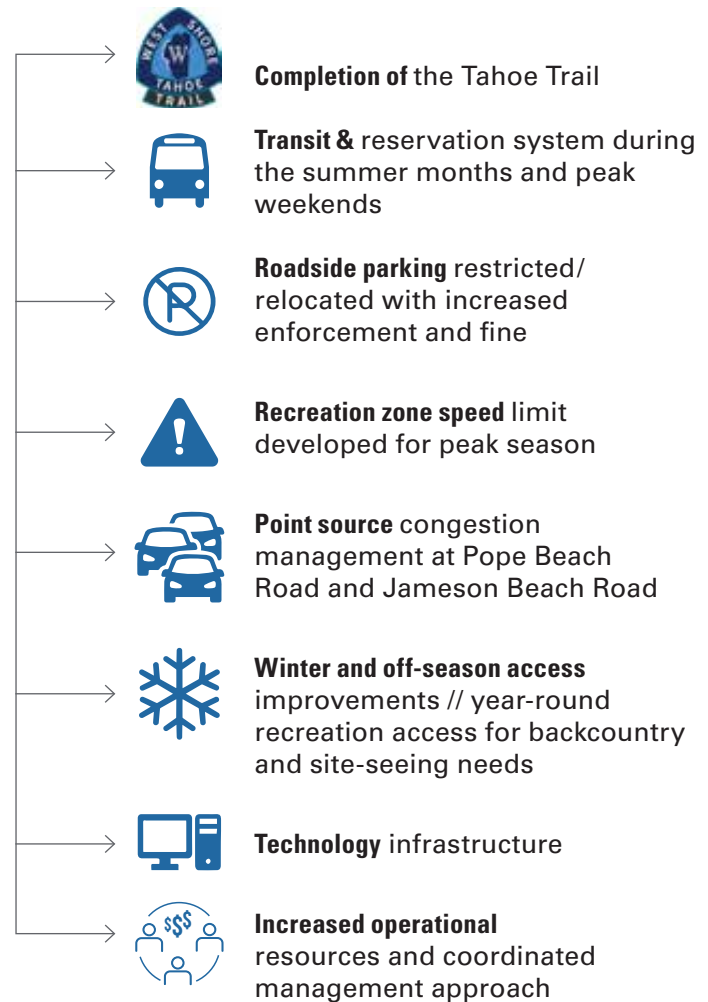 WEST SHORE
W
TAHOE
TRAIL
Completion of the Tahoe Trail
Transit & reservation system during
the summer months and peak
weekends
P
Roadside parking restricted/
relocated with increased
enforcement and fine
!
Recreation zone speed limit
developed for peak season
Point source congestion
management at Pope Beach
Road and Jameson Beach Road
Winter and off-season access
improvements // year-round
recreation access for backcountry
and site-seeing needs
Technology infrastructure
$$$
Increased operational
resources and coordinated
management approach